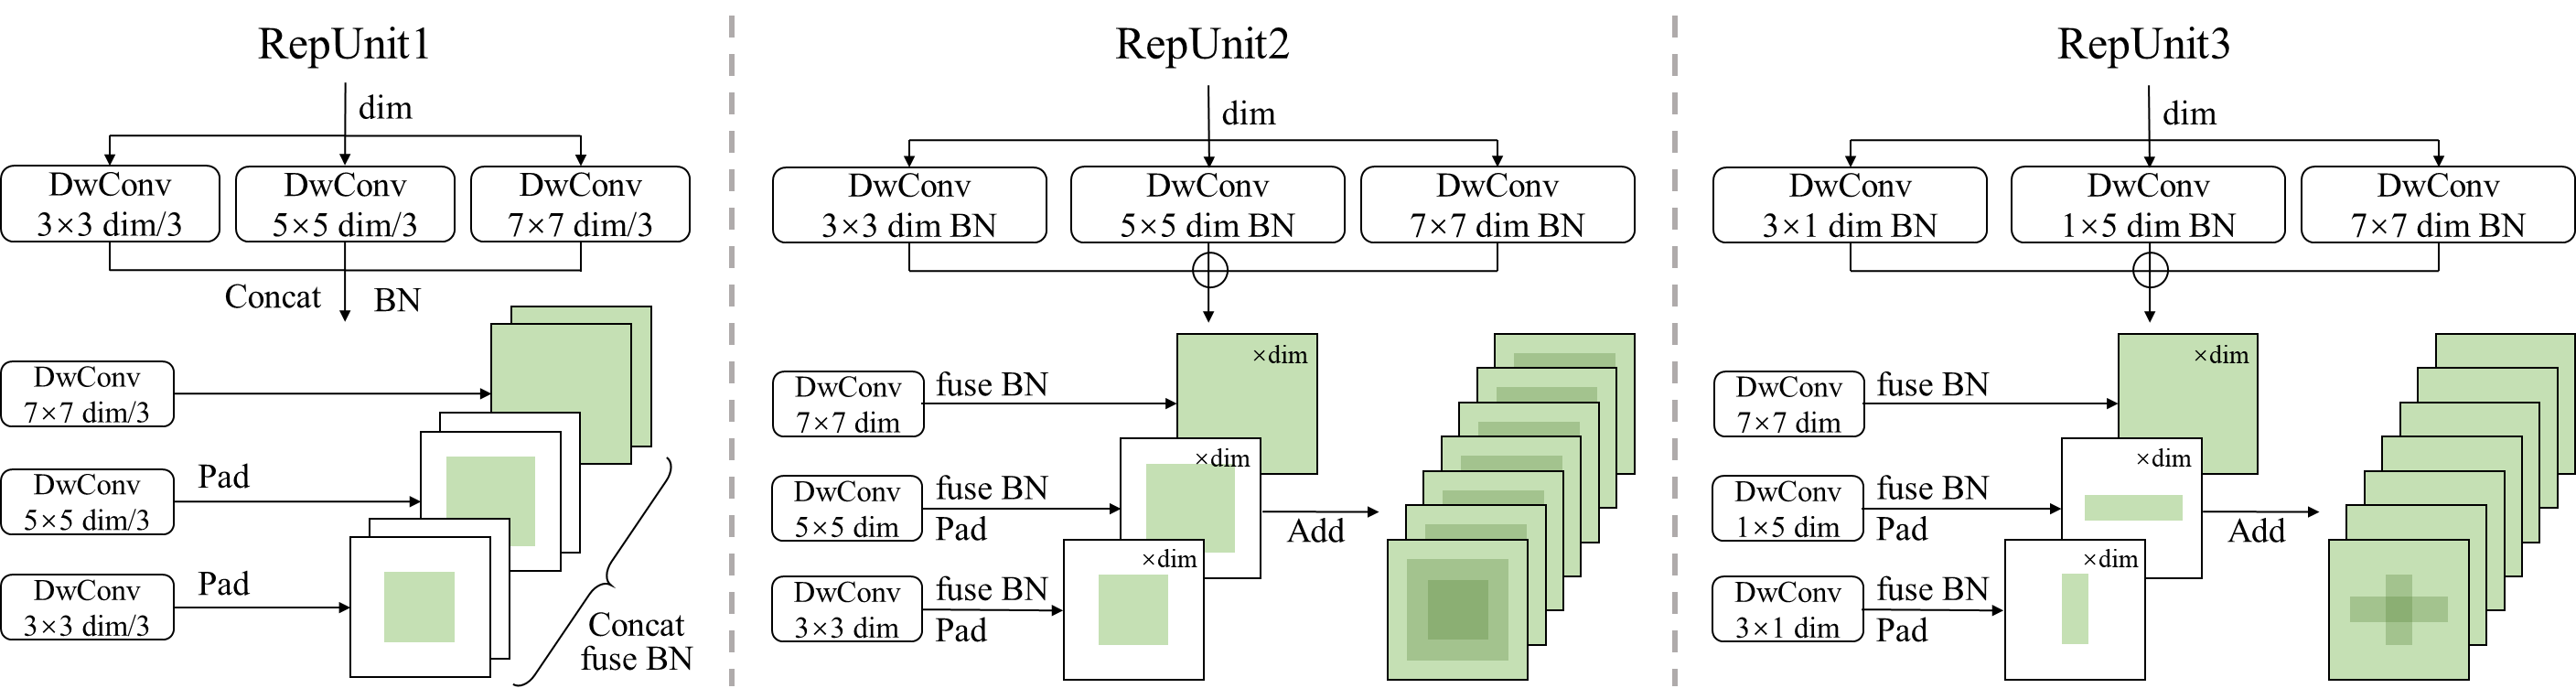 RepUnit1
dim
DwConv
3×3 dim/3
DwConv
5×5 dim/3
DwConv
7×7 dim/3
Concat
BN
DwConv
7×7 dim/3
DwConv
5×5 dim/3
Pad
DwConv
3×3 dim/3
Pad
Concat
fuse BN
RepUnit2
dim
DwConv
3×3 dim BN
DwConv
5×5 dim BN
DwConv
7×7 dim BN
DwConv
7×7 dim
fuse BN
×dim
DwConv
5×5 dim
fuse BN
Pad
×dim
DwConv
3×3 dim
fuse BN
Pad
×dim
Add
RepUnit3
dim
DwConv
3×1 dim BN
DwConv
1×5 dim BN
DwConv
7×7 dim BN
DwConv
7×7 dim
fuse BN
×dim
DwConv
1×5 dim
fuse BN
Pad
×dim
DwConv
3×1 dim
fuse BN
Pad
×dim
Add